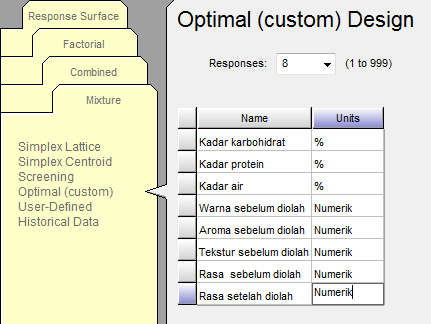 Response Surface
Factorial
Combined
Mixture
Simplex Lattice
Simplex Centroid
Screening
Optimal (custom)
User-Defined
Historical Data
Optimal (custom) Design
Responses: 8 (1 to 999)
Name Units
Kadar karbohidrat %
Kadar protein %
Kadar air %
Warna sebelum diolah Numerik
Aroma sebelum diolah Numerik
Tekstur sebelum diolah Numerik
Rasa  sebelum diolah Numerik
Rasa setelah diolah Numerik